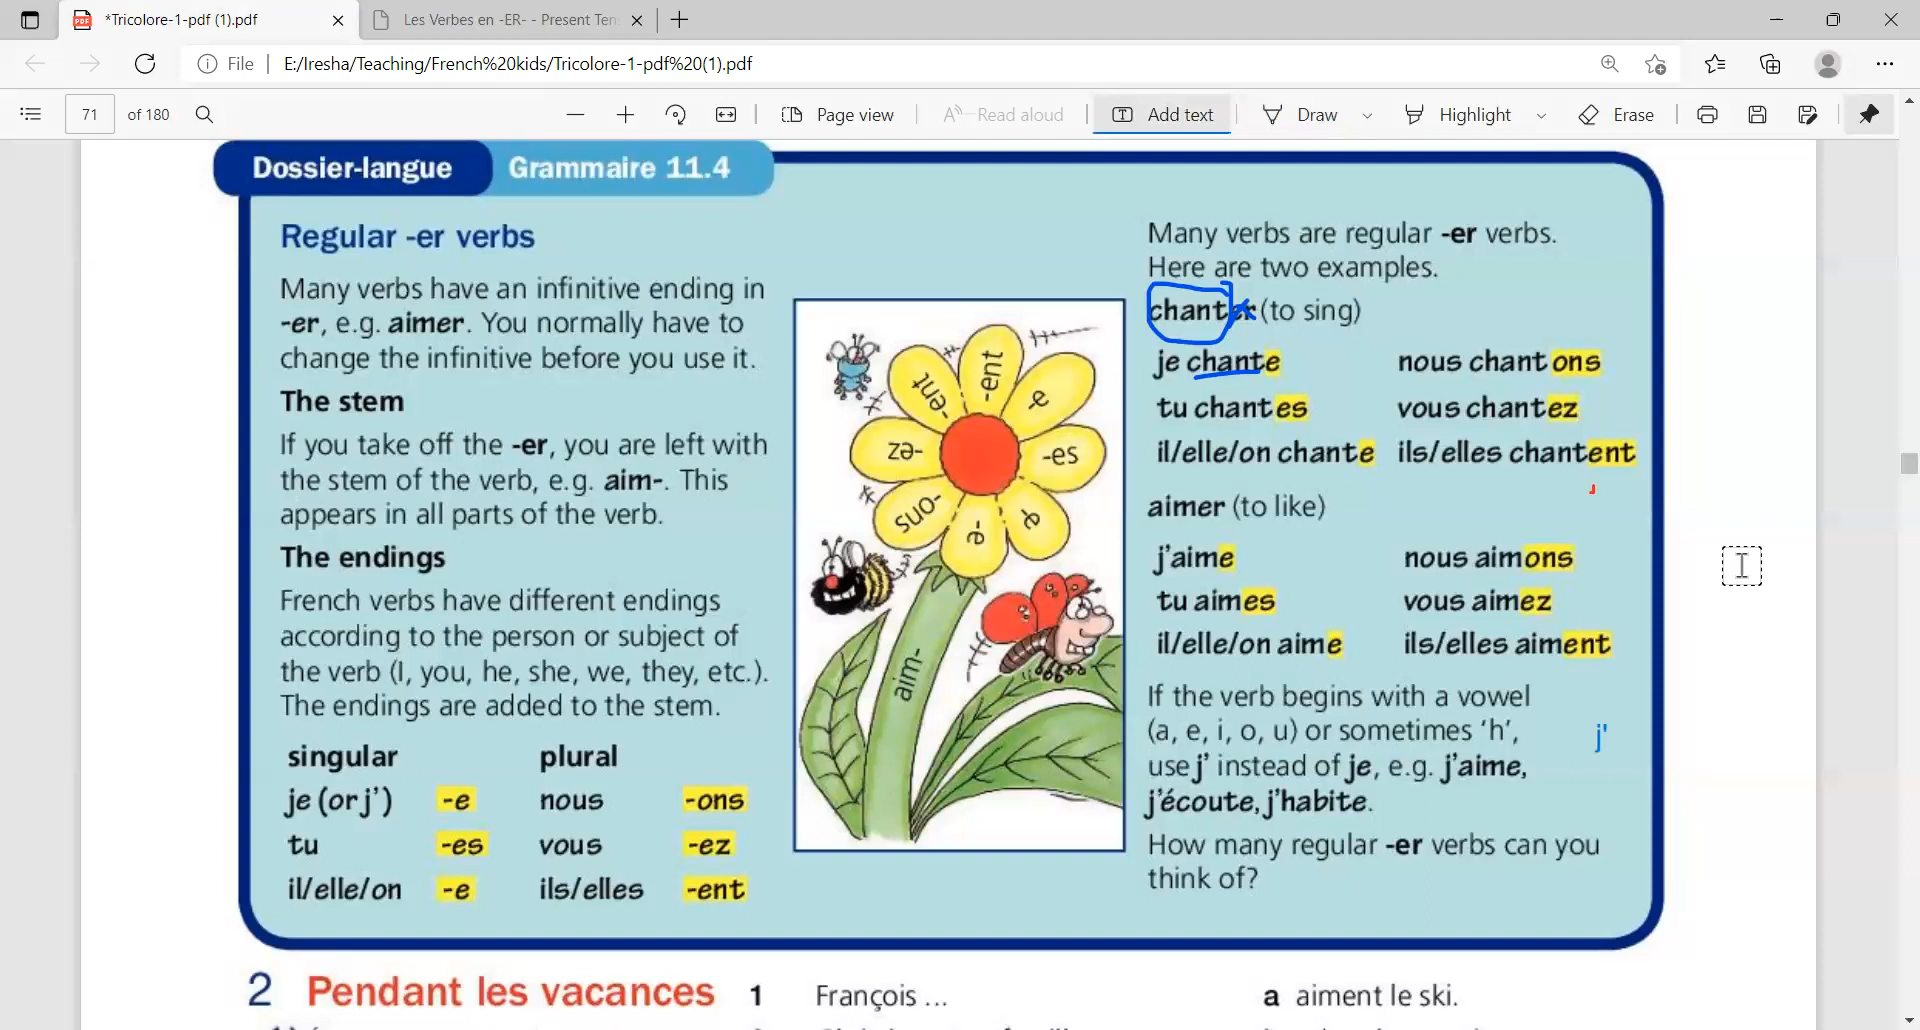 *Tricolore-1-pdf (1).pdf
Les Verbes en -ER- - Present Ten
File
E:/Iresha/Teaching/French%20kids/Tricolore-1-pdf%20(1).pdf
71 of 180
Page view
Read aloud
Add text
Draw
Highlight
Erase
Dossier-langue Grammaire 11.4
Regular -er verbs
Many verbs have an infinitive ending in
-er, e.g. aimer. You normally have to
change the infinitive before you use it.
The stem
If you take off the -er, you are left with
the stem of the verb, e.g. aim-. This
appears in all parts of the verb.
The endings
French verbs have different endings
according to the person or subject of
the verb (I, you, he, she, we, they, etc.).
The endings are added to the stem.
singular plural
je (or j') -e nous -ons
tu -es vous -ez
il/elle/on -e ils/elles -ent
-ent
-ent
-e
-es
-e
-e
-ons
-ez
aim-
Many verbs are regular -er verbs.
Here are two examples.
chanter (to sing)
je chante nous chantons
tu chantes vous chantez
il/elle/on chante ils/elles chantent
aimer (to like)
j'aime nous aimons
tu aimes vous aimez
il/elle/on aime ils/elles aiment
If the verb begins with a vowel
(a, e, i, o, u) or sometimes 'h',
j'
use j' instead of je, e.g. j'aime,
j'écoute, j'habite.
How many regular -er verbs can you
think of?
2 Pendant les vacances
1 François ...
a aiment le ski.